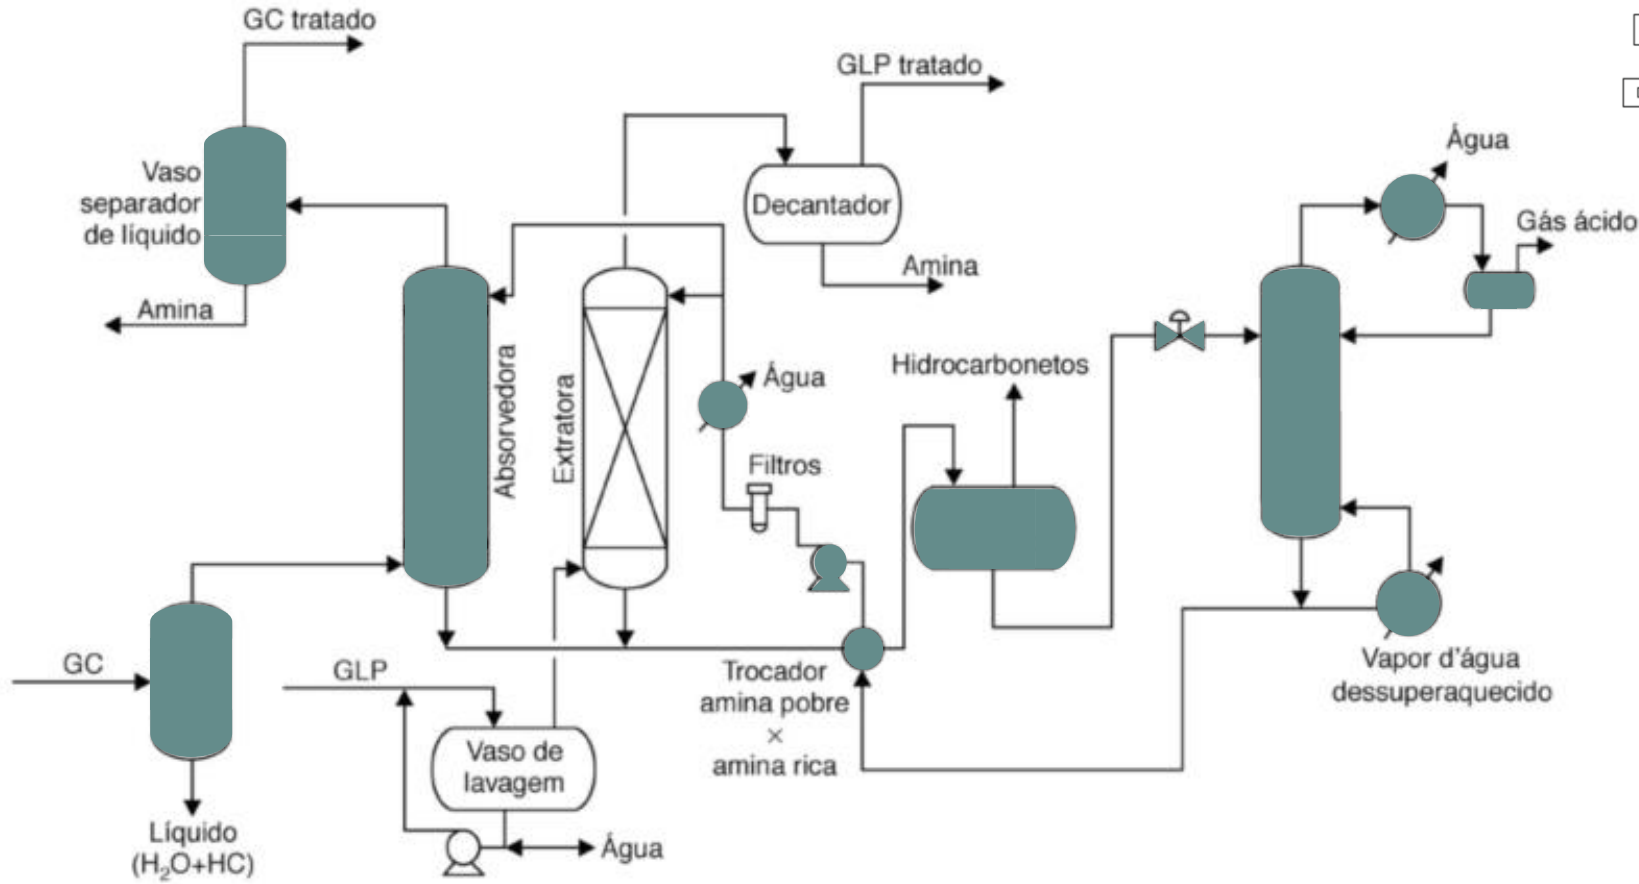 GC tratado
GLP tratado
Água
Vaso
separador
de líquido
Decantador
Gás ácido
Amina
Amina
Absorvedora
Extratora
Água
Hidrocarbonetos
Filtros
GC
GLP
Trocador
amina pobre
×
amina rica
Vapor d'água
dessuperaquecido
Vaso de
lavagem
Líquido
(H₂O+HC)
Água